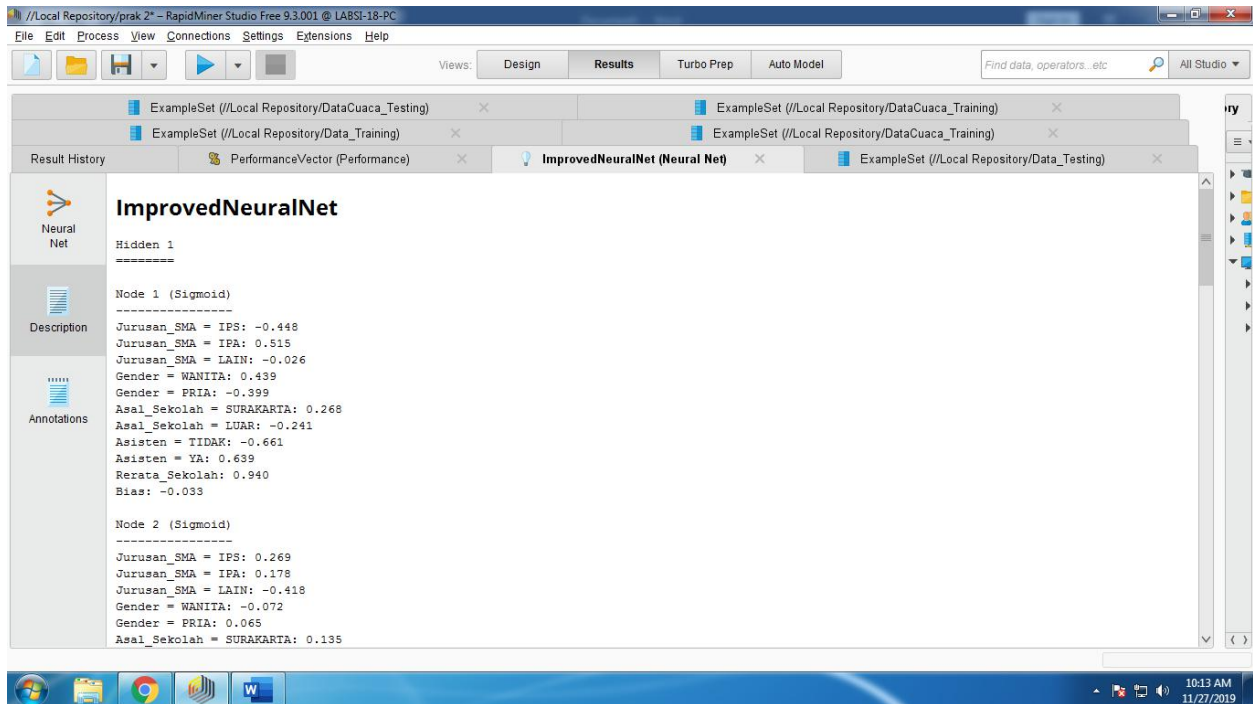 //Local Repository/prak 2* – RapidMiner Studio Free 9.3.001 @ LABSI-18-PC
File Edit Process View Connections Settings Extensions Help
Views: Design Results Turbo Prep Auto Model Find data, operators...etc All Studio
ExampleSet (//Local Repository/DataCuaca_Testing) ExampleSet (//Local Repository/DataCuaca_Training)
ExampleSet (//Local Repository/Data_Training) ExampleSet (//Local Repository/DataCuaca_Training)
Result History PerformanceVector (Performance) ImprovedNeuralNet (Neural Net) ExampleSet (//Local Repository/Data_Testing)
Neural
Net
Description
Annotations
ImprovedNeuralNet
Hidden 1
========
Node 1 (Sigmoid)
----------------
Jurusan_SMA = IPS: -0.448
Jurusan_SMA = IPA: 0.515
Jurusan_SMA = LAIN: -0.026
Gender = WANITA: 0.439
Gender = PRIA: -0.399
Asal_Sekolah = SURAKARTA: 0.268
Asal_Sekolah = LUAR: -0.241
Asisten = TIDAK: -0.661
Asisten = YA: 0.639
Rerata_Sekolah: 0.940
Bias: -0.033
Node 2 (Sigmoid)
----------------
Jurusan_SMA = IPS: 0.269
Jurusan_SMA = IPA: 0.178
Jurusan_SMA = LAIN: -0.418
Gender = WANITA: -0.072
Gender = PRIA: 0.065
Asal_Sekolah = SURAKARTA: 0.135
10:13 AM
11/27/2019